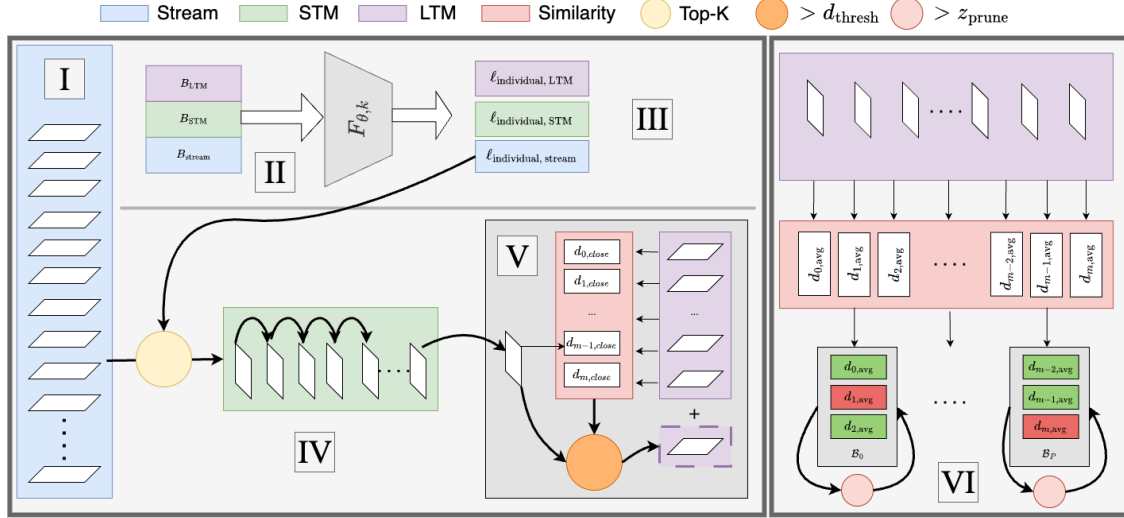 Stream
STM
LTM
Similarity
Top-K
> d_thresh
> z_prune
I
B_LTM
B_STM
B_stream
II
F_θ,k
ℓ_individual, LTM
ℓ_individual, STM
ℓ_individual, stream
III
IV
V
d_0,close
d_1,close
...
d_m−1,close
d_m,close
...
+
d_0,avg
d_1,avg
d_2,avg
....
d_m−2,avg
d_m−1,avg
d_m,avg
d_0,avg
d_1,avg
d_2,avg
B_0
....
d_m−2,avg
d_m−1,avg
d_m,avg
B_P
VI